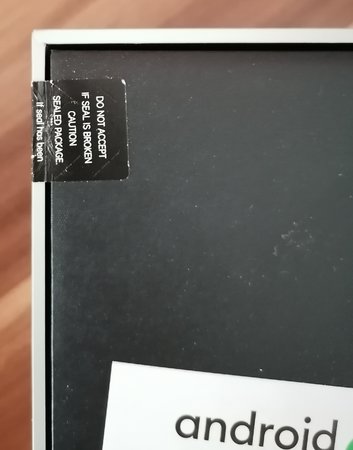 DO NOT ACCEPT
IF SEAL IS BROKEN
CAUTION
SEALED PACKAGE.
If seal has been
android